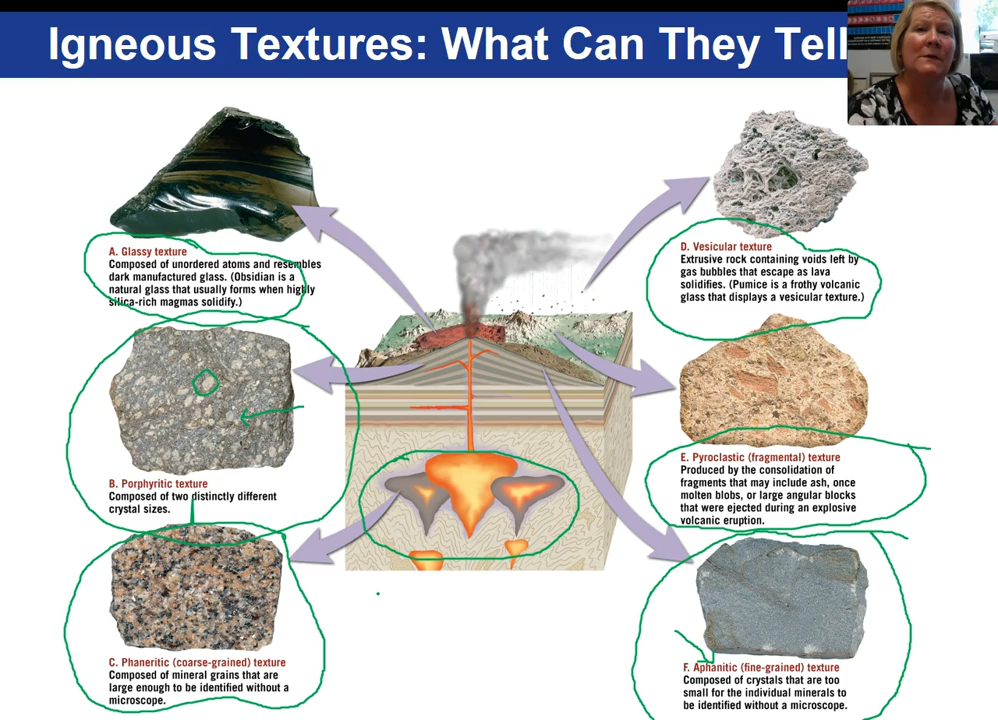 Igneous Textures: What Can They Tell
A. Glassy texture
Composed of unordered atoms and resembles
dark manufactured glass. (Obsidian is a
natural glass that usually forms when highly
silica-rich magmas solidify.)
B. Porphyritic texture
Composed of two distinctly different
crystal sizes.
C. Phaneritic (coarse-grained) texture
Composed of mineral grains that are
large enough to be identified without a
microscope.
D. Vesicular texture
Extrusive rock containing voids left by
gas bubbles that escape as lava
solidifies. (Pumice is a frothy volcanic
glass that displays a vesicular texture.)
E. Pyroclastic (fragmental) texture
Produced by the consolidation of
fragments that may include ash, once
molten blobs, or large angular blocks
that were ejected during an explosive
volcanic eruption.
F. Aphanitic (fine-grained) texture
Composed of crystals that are too
small for the individual minerals to
be identified without a microscope.